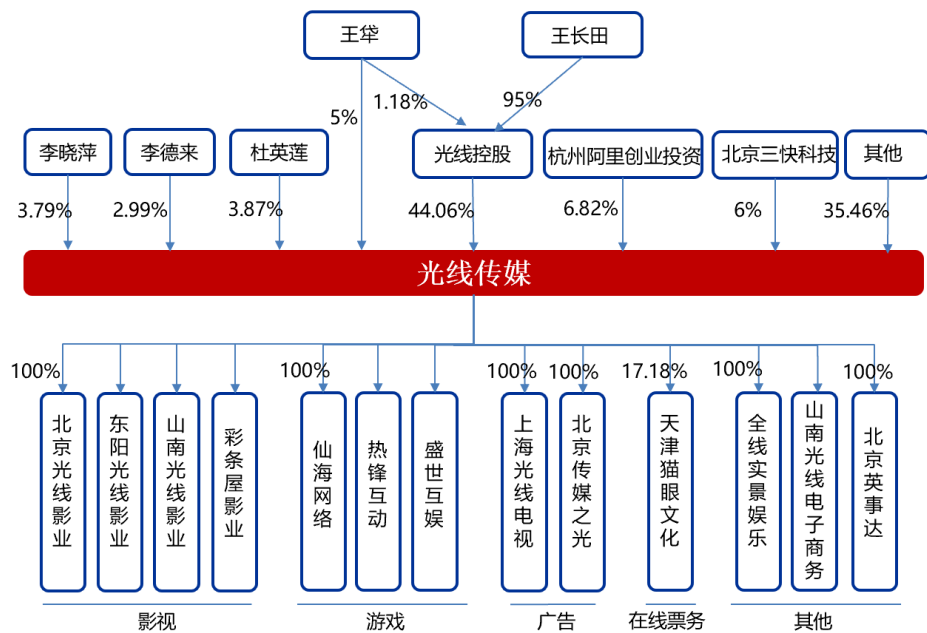 王牮
王长田
1.18%
95%
5%
李晓萍
李德来
杜英莲
光线控股
杭州阿里创业投资
北京三快科技
其他
3.79%
2.99%
3.87%
44.06%
6.82%
6%
35.46%
光线传媒
100%
100%
100%
100%
17.18%
100%
100%
北京光线影业
东阳光线影业
山南光线影业
彩条屋影业
仙海网络
热锋互动
盛世互娱
上海光线电视
北京传媒之光
天津猫眼文化
全线实景娱乐
山南光线电子商务
北京英事达
影视
游戏
广告
在线票务
其他